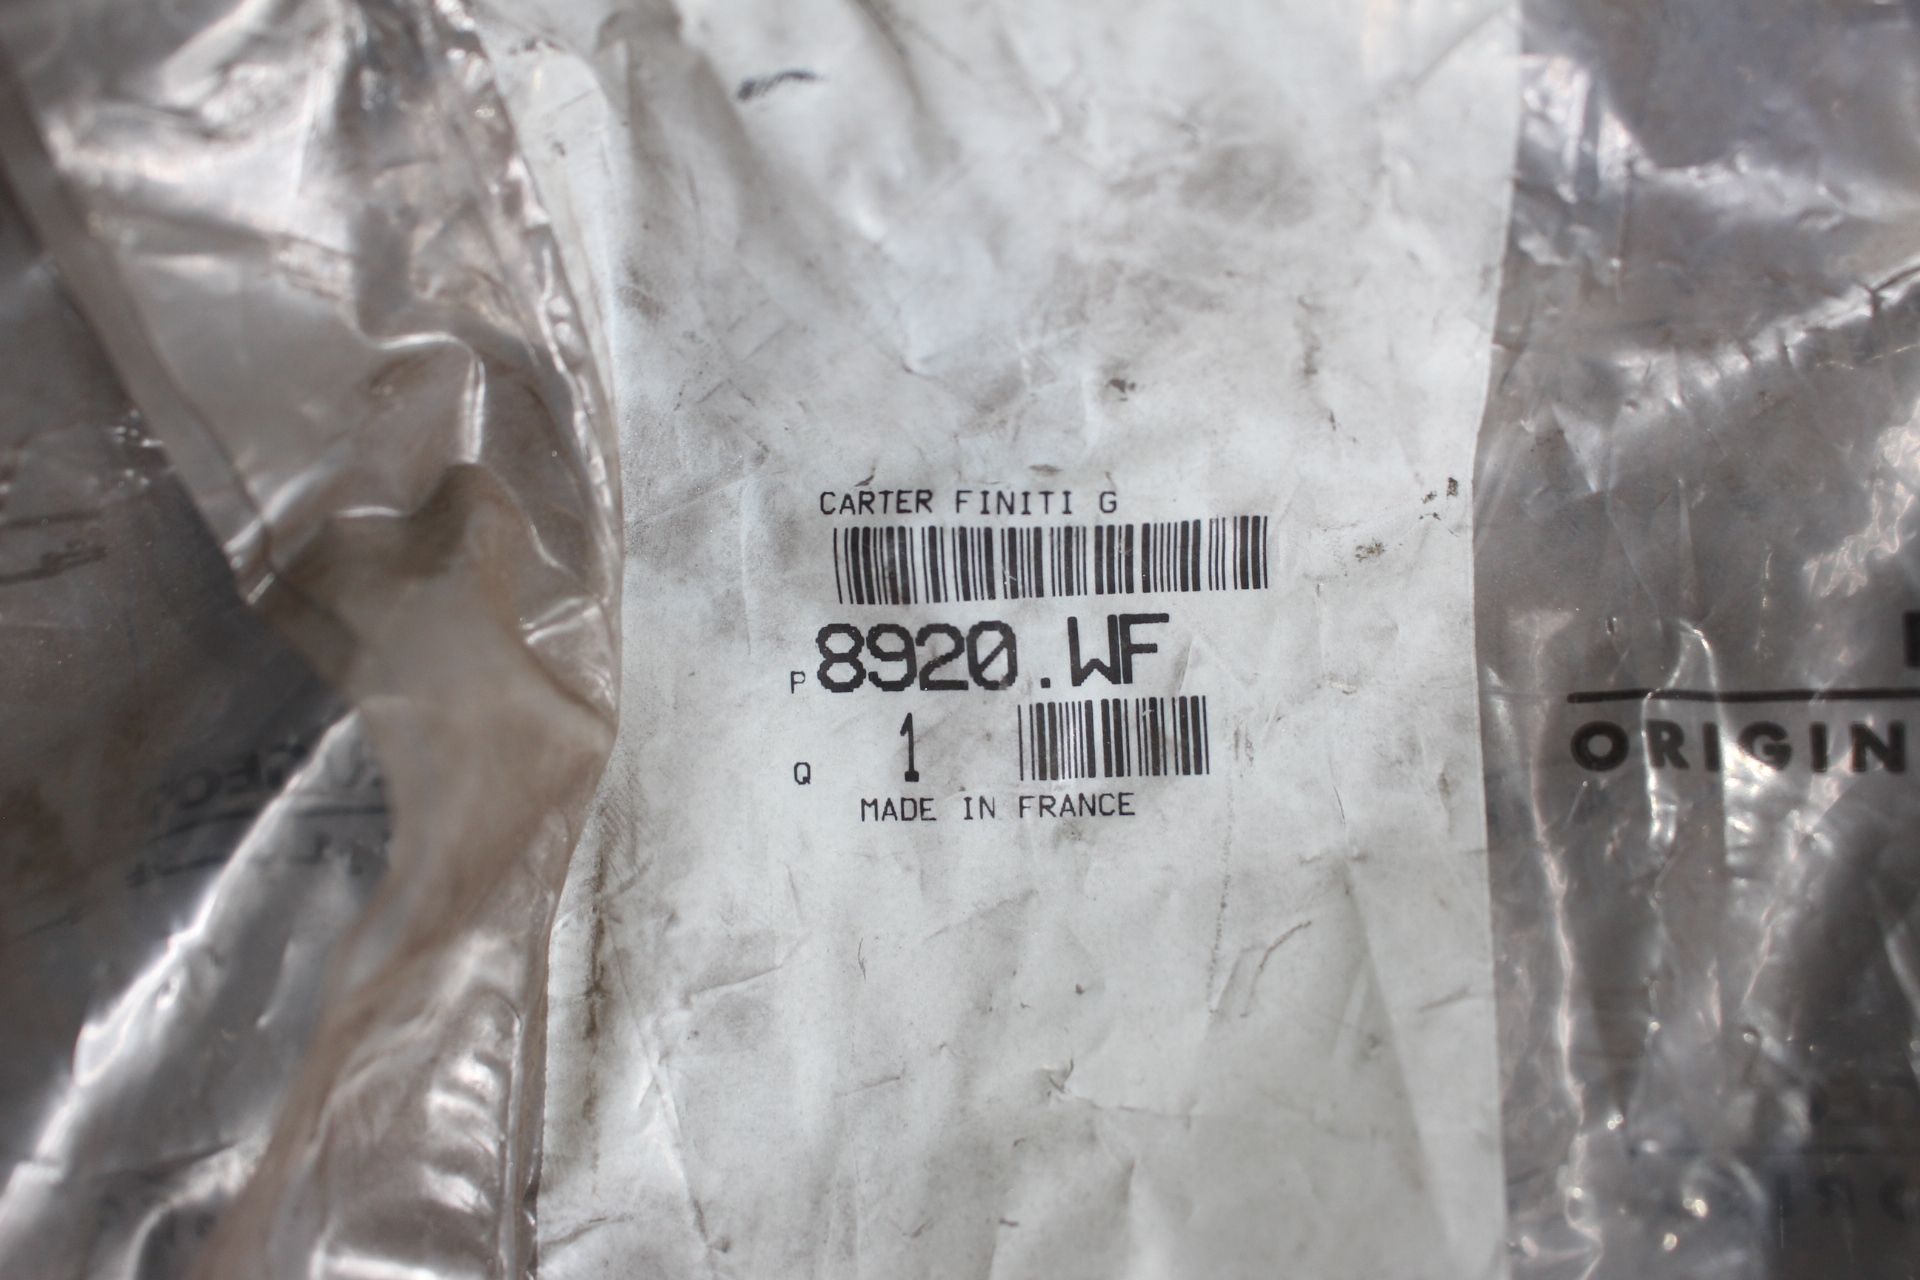 CARTER FINITI G
P 8920.WF
Q 1
MADE IN FRANCE
ORIGIN